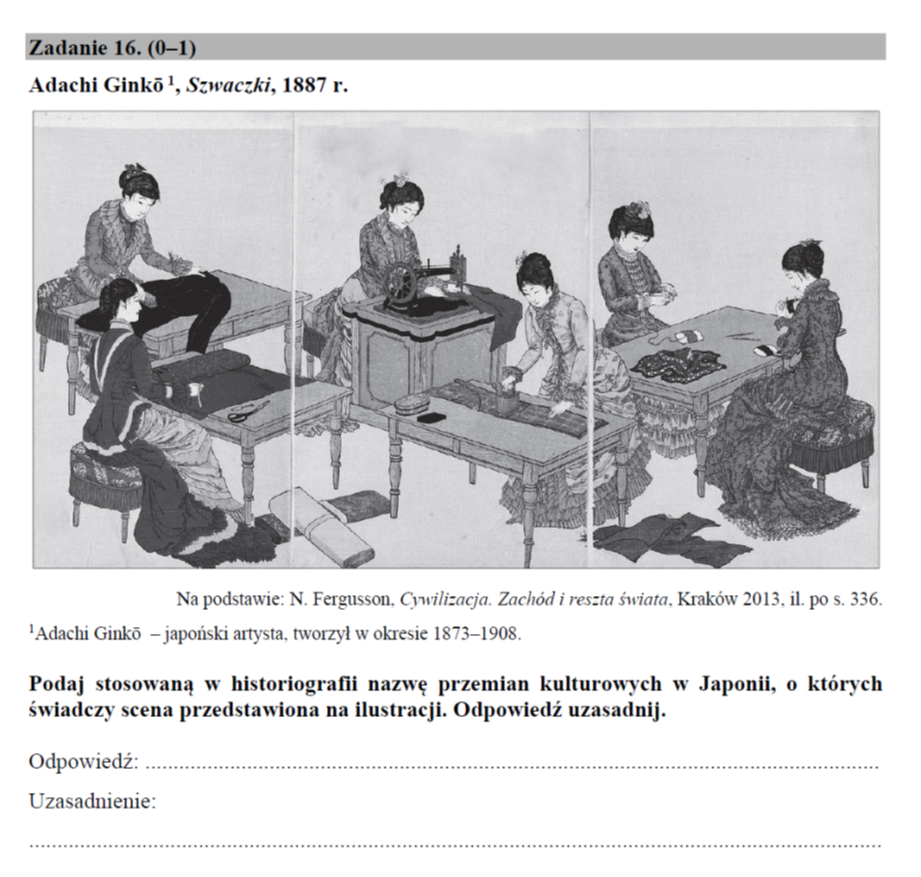 Zadanie 16. (0–1)
Adachi Ginkō ¹, Szwaczki, 1887 r.
Na podstawie: N. Fergusson, Cywilizacja. Zachód i reszta świata, Kraków 2013, il. po s. 336.
¹Adachi Ginkō – japoński artysta, tworzył w okresie 1873–1908.
Podaj stosowaną w historiografii nazwę przemian kulturowych w Japonii, o których
świadczy scena przedstawiona na ilustracji. Odpowiedź uzasadnij.
Odpowiedź: ................................................................................
Uzasadnienie:
................................................................................